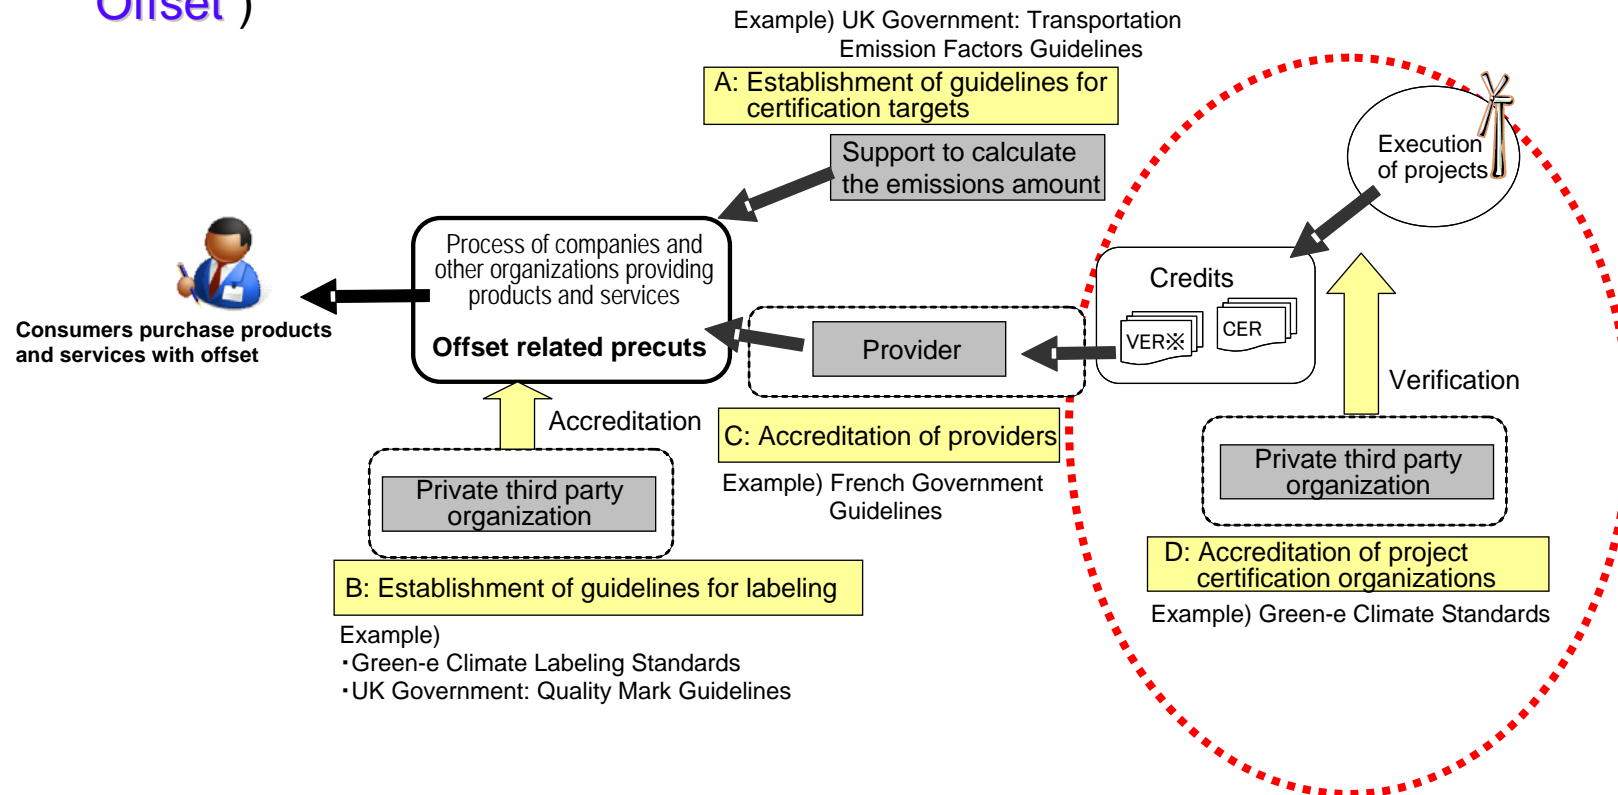 Offset")
Example) UK Government: Transportation
Emission Factors Guidelines
A: Establishment of guidelines for
certification targets
Support to calculate
the emissions amount
Execution
of projects
Process of companies and
other organizations providing
products and services
Offset related precuts
Credits
VER※
CER
Provider
Consumers purchase products
and services with offset
Verification
Accreditation
C: Accreditation of providers
Example) French Government
Guidelines
Private third party
organization
Private third party
organization
D: Accreditation of project
certification organizations
Example) Green-e Climate Standards
B: Establishment of guidelines for labeling
Example)
・Green-e Climate Labeling Standards
・UK Government: Quality Mark Guidelines